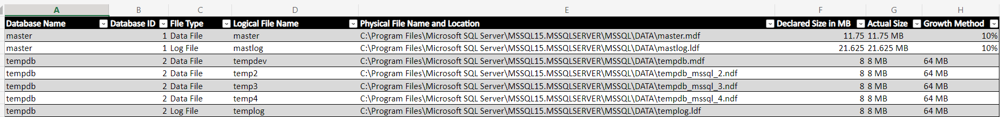 A B C D E F G H
Database Name Database ID FIle Type Logical File Name Physical File Name and Location Declared Size in MB Actual Size Growth Method
master 1 Data File master C:\Program Files\Microsoft SQL Server\MSSQL15.MSSQLSERVER\MSSQL\DATA\master.mdf 11.75 11.75 MB 10%
master 1 Log File mastlog C:\Program Files\Microsoft SQL Server\MSSQL15.MSSQLSERVER\MSSQL\DATA\mastlog.ldf 21.625 21.625 MB 10%
tempdb 2 Data File tempdev C:\Program Files\Microsoft SQL Server\MSSQL15.MSSQLSERVER\MSSQL\DATA\tempdb.mdf 8 8 MB 64 MB
tempdb 2 Data File temp2 C:\Program Files\Microsoft SQL Server\MSSQL15.MSSQLSERVER\MSSQL\DATA\tempdb_mssql_2.ndf 8 8 MB 64 MB
tempdb 2 Data File temp3 C:\Program Files\Microsoft SQL Server\MSSQL15.MSSQLSERVER\MSSQL\DATA\tempdb_mssql_3.ndf 8 8 MB 64 MB
tempdb 2 Data File temp4 C:\Program Files\Microsoft SQL Server\MSSQL15.MSSQLSERVER\MSSQL\DATA\tempdb_mssql_4.ndf 8 8 MB 64 MB
tempdb 2 Log File templog C:\Program Files\Microsoft SQL Server\MSSQL15.MSSQLSERVER\MSSQL\DATA\templog.ldf 8 8 MB 64 MB